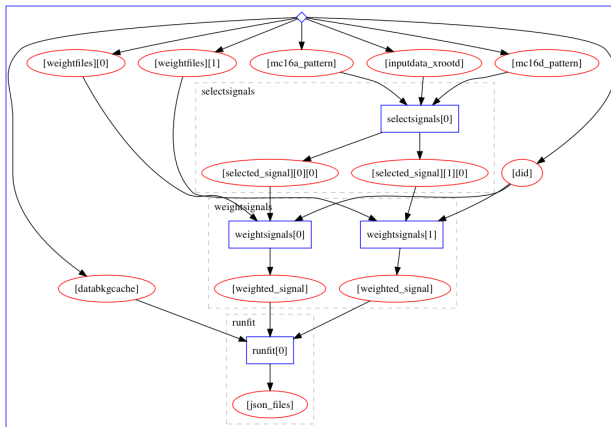 [weightfiles][0]
[weightfiles][1]
[mc16a_pattern]
[inputdata_xrootd]
[mc16d_pattern]
selectsignals
selectsignals[0]
[selected_signal][0][0]
[selected_signal][1][0]
[did]
weightsignals
weightsignals[0]
weightsignals[1]
[databkgcache]
[weighted_signal]
[weighted_signal]
runfit
runfit[0]
[json_files]